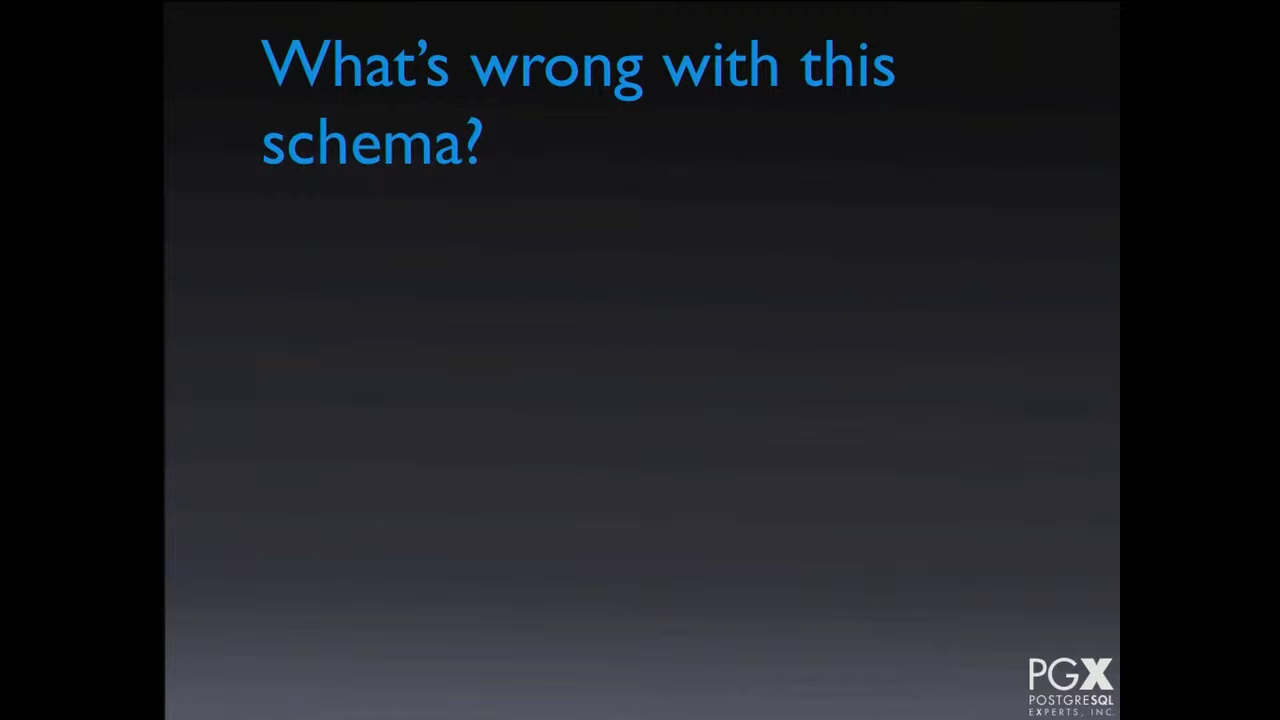 What’s wrong with this
schema?
PGX
POSTGRESQL
EXPERTS, INC.